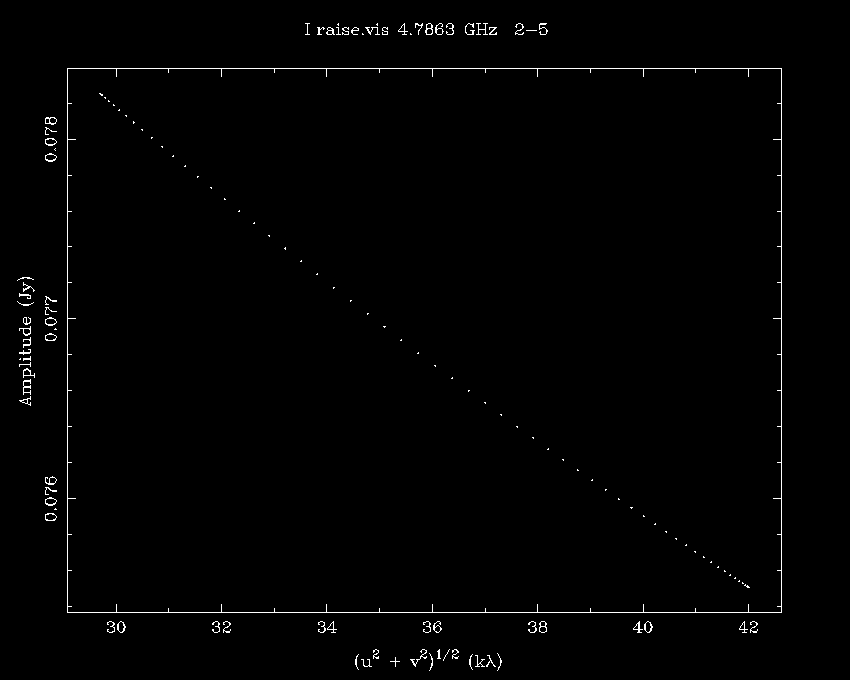 I raise.vis 4.7863 GHz 2−5
0.078
0.077
0.076
Amplitude (Jy)
30 32 34 36 38 40 42
(u² + v²)¹/² (kλ)